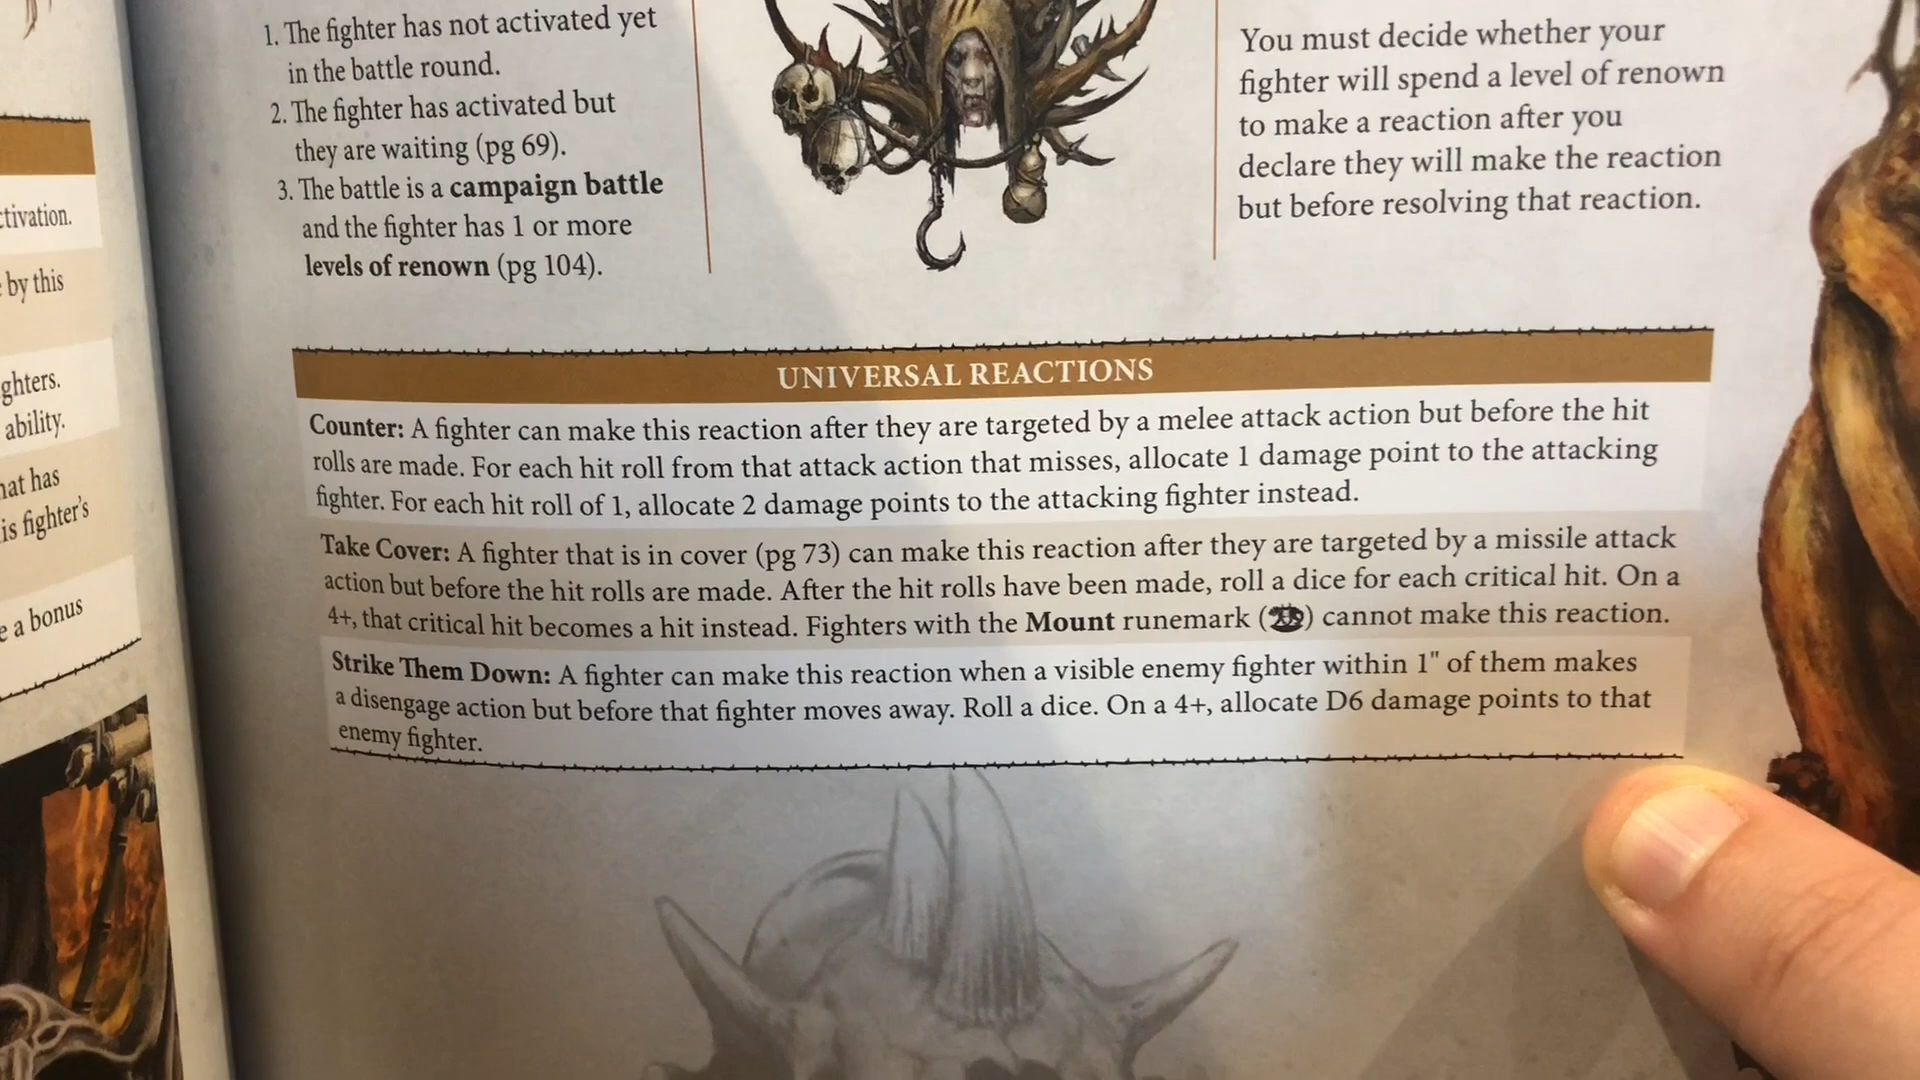 ctivation.
by this
ghters.
ability.
hat has
is fighter's
e a bonus
1. The fighter has not activated yet
in the battle round.
2. The fighter has activated but
they are waiting (pg 69).
3. The battle is a campaign battle
and the fighter has 1 or more
levels of renown (pg 104).
You must decide whether your
fighter will spend a level of renown
to make a reaction after you
declare they will make the reaction
but before resolving that reaction.
UNIVERSAL REACTIONS
Counter: A fighter can make this reaction after they are targeted by a melee attack action but before the hit
rolls are made. For each hit roll from that attack action that misses, allocate 1 damage point to the attacking
fighter. For each hit roll of 1, allocate 2 damage points to the attacking fighter instead.
Take Cover: A fighter that is in cover (pg 73) can make this reaction after they are targeted by a missile attack
action but before the hit rolls are made. After the hit rolls have been made, roll a dice for each critical hit. On a
4+, that critical hit becomes a hit instead. Fighters with the Mount runemark () cannot make this reaction.
Strike Them Down: A fighter can make this reaction when a visible enemy fighter within 1" of them makes
a disengage action but before that fighter moves away. Roll a dice. On a 4+, allocate D6 damage points to that
enemy fighter.